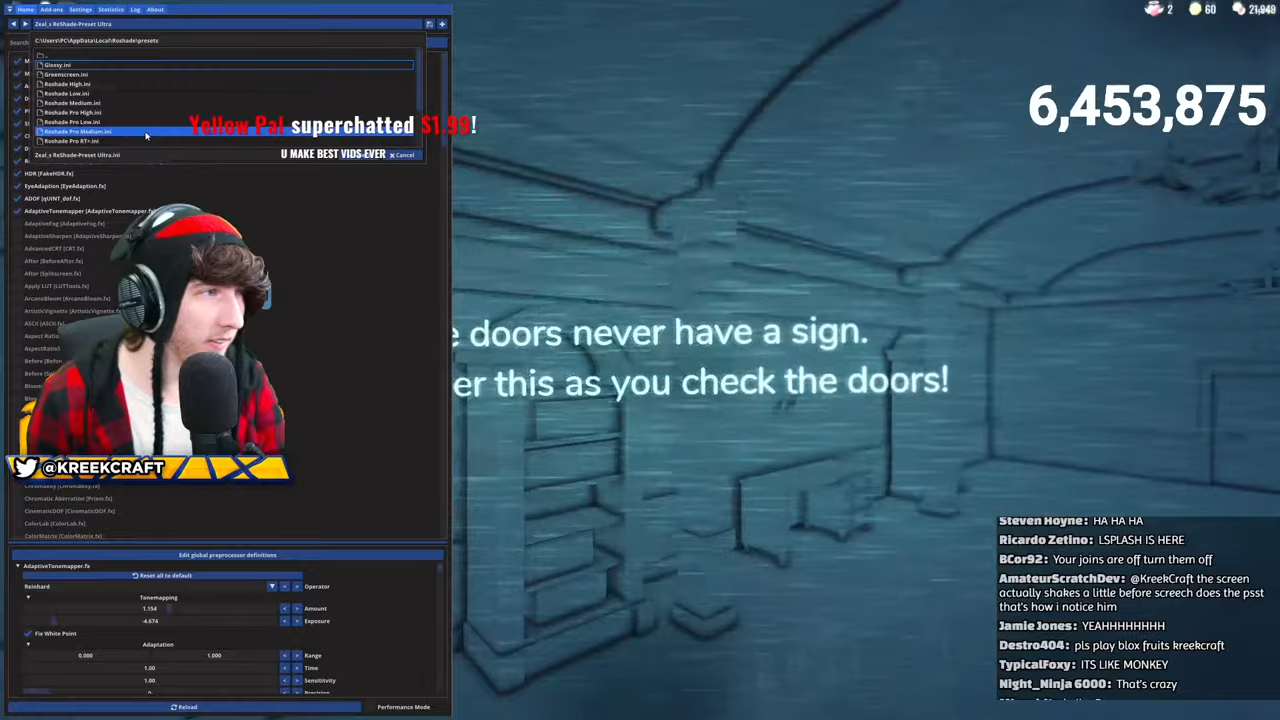 Home Add-ons Settings Statistics Log About
Zeal_s ReShade-Preset Ultra
C:\Users\PC\AppData\Local\Roshade\presets
..
Glossy.ini
Greenscreen.ini
Roshade High.ini
Roshade Low.ini
Roshade Medium.ini
Roshade Pro High.ini
Roshade Pro Low.ini
Roshade Pro Medium.ini
Roshade Pro RT+.ini
Zeal_s ReShade-Preset Ultra.ini
Cancel
Yellow Pal superchatted $1.99!
U MAKE BEST VIDS EVER
HDR [FakeHDR.fx]
EyeAdaption [EyeAdaption.fx]
ADOF [qUINT_dof.fx]
AdaptiveTonemapper [AdaptiveTonemapper.fx]
AdaptiveFog [AdaptiveFog.fx]
AdaptiveSharpen [AdaptiveSharpen.fx]
AdvancedCRT [CRT.fx]
After [BeforeAfter.fx]
After [Splitscreen.fx]
Apply LUT [LUTTools.fx]
ArcaneBloom [ArcaneBloom.fx]
ArtisticVignette [ArtisticVignette.fx]
ASCII
Aspect Ratio
Before
@KREEKCRAFT
Chromatic Aberration [Prism.fx]
CinematicDOF [CinematicDOF.fx]
ColorLab [ColorLab.fx]
ColorMatrix [ColorMatrix.fx]
Edit global preprocessor definitions
AdaptiveTonemapper.fx
Reset all to default
Reinhard < > Operator
Tonemapping
1.154 < > Amount
-4.674 < > Exposure
Fix White Point
Adaptation
0.000 1.000 < > Range
1.00 < > Time
1.00 < > Sensitivity
Precision
Reload Performance Mode
doors never have a sign.
er this as you check the doors!
2 60 21,949
6,453,875
Steven Hoyne: HA HA HA
Ricardo Zetino: LSPLASH IS HERE
BCor92: Your joins are off turn them off
AmateurScratchDev: @KreekCraft the screen
actually shakes a little before screech does the psst
that's how i notice him
Jamie Jones: YEAHHHHHHHH
Destro404: pls play blox fruits kreekcraft
TypicalFoxy: ITS LIKE MONKEY
Night_Ninja 6000: That's crazy